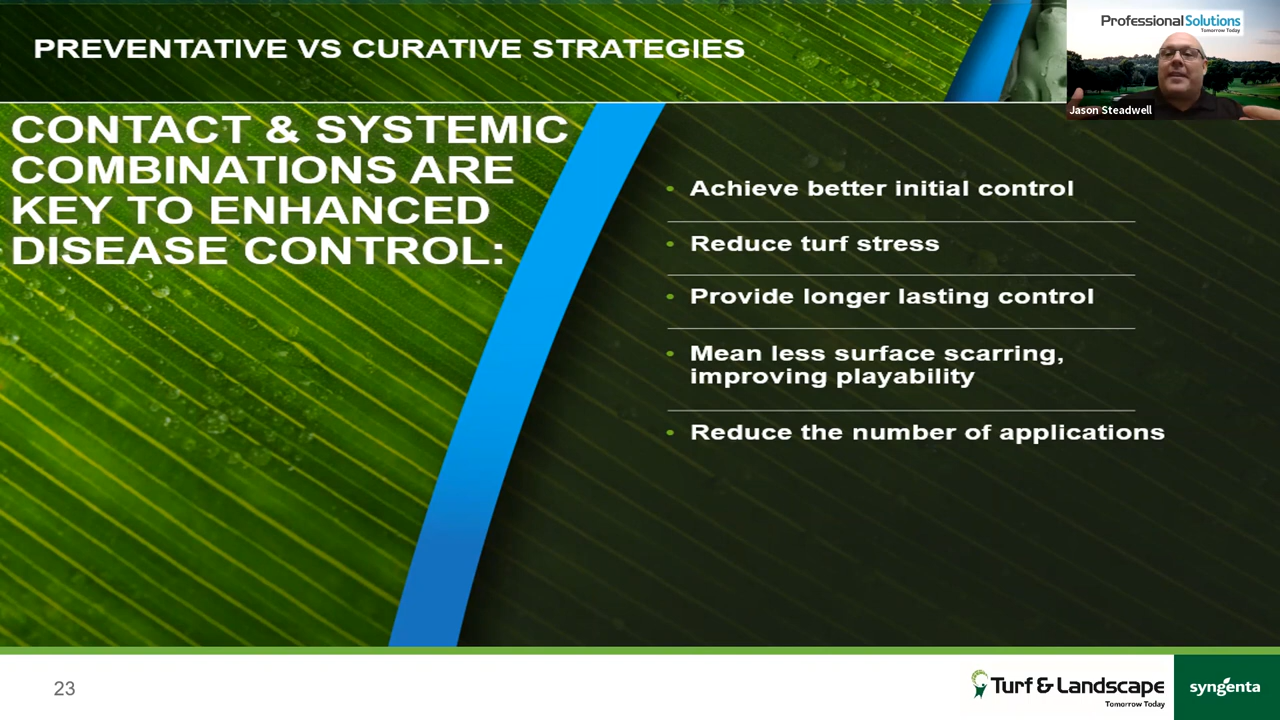 PREVENTATIVE VS CURATIVE STRATEGIES
Professional Solutions
Tomorrow Today
Jason Steadwell
CONTACT & SYSTEMIC
COMBINATIONS ARE
KEY TO ENHANCED
DISEASE CONTROL:
• Achieve better initial control
• Reduce turf stress
• Provide longer lasting control
• Mean less surface scarring,
improving playability
• Reduce the number of applications
23
Turf & Landscape
Tomorrow Today
syngenta